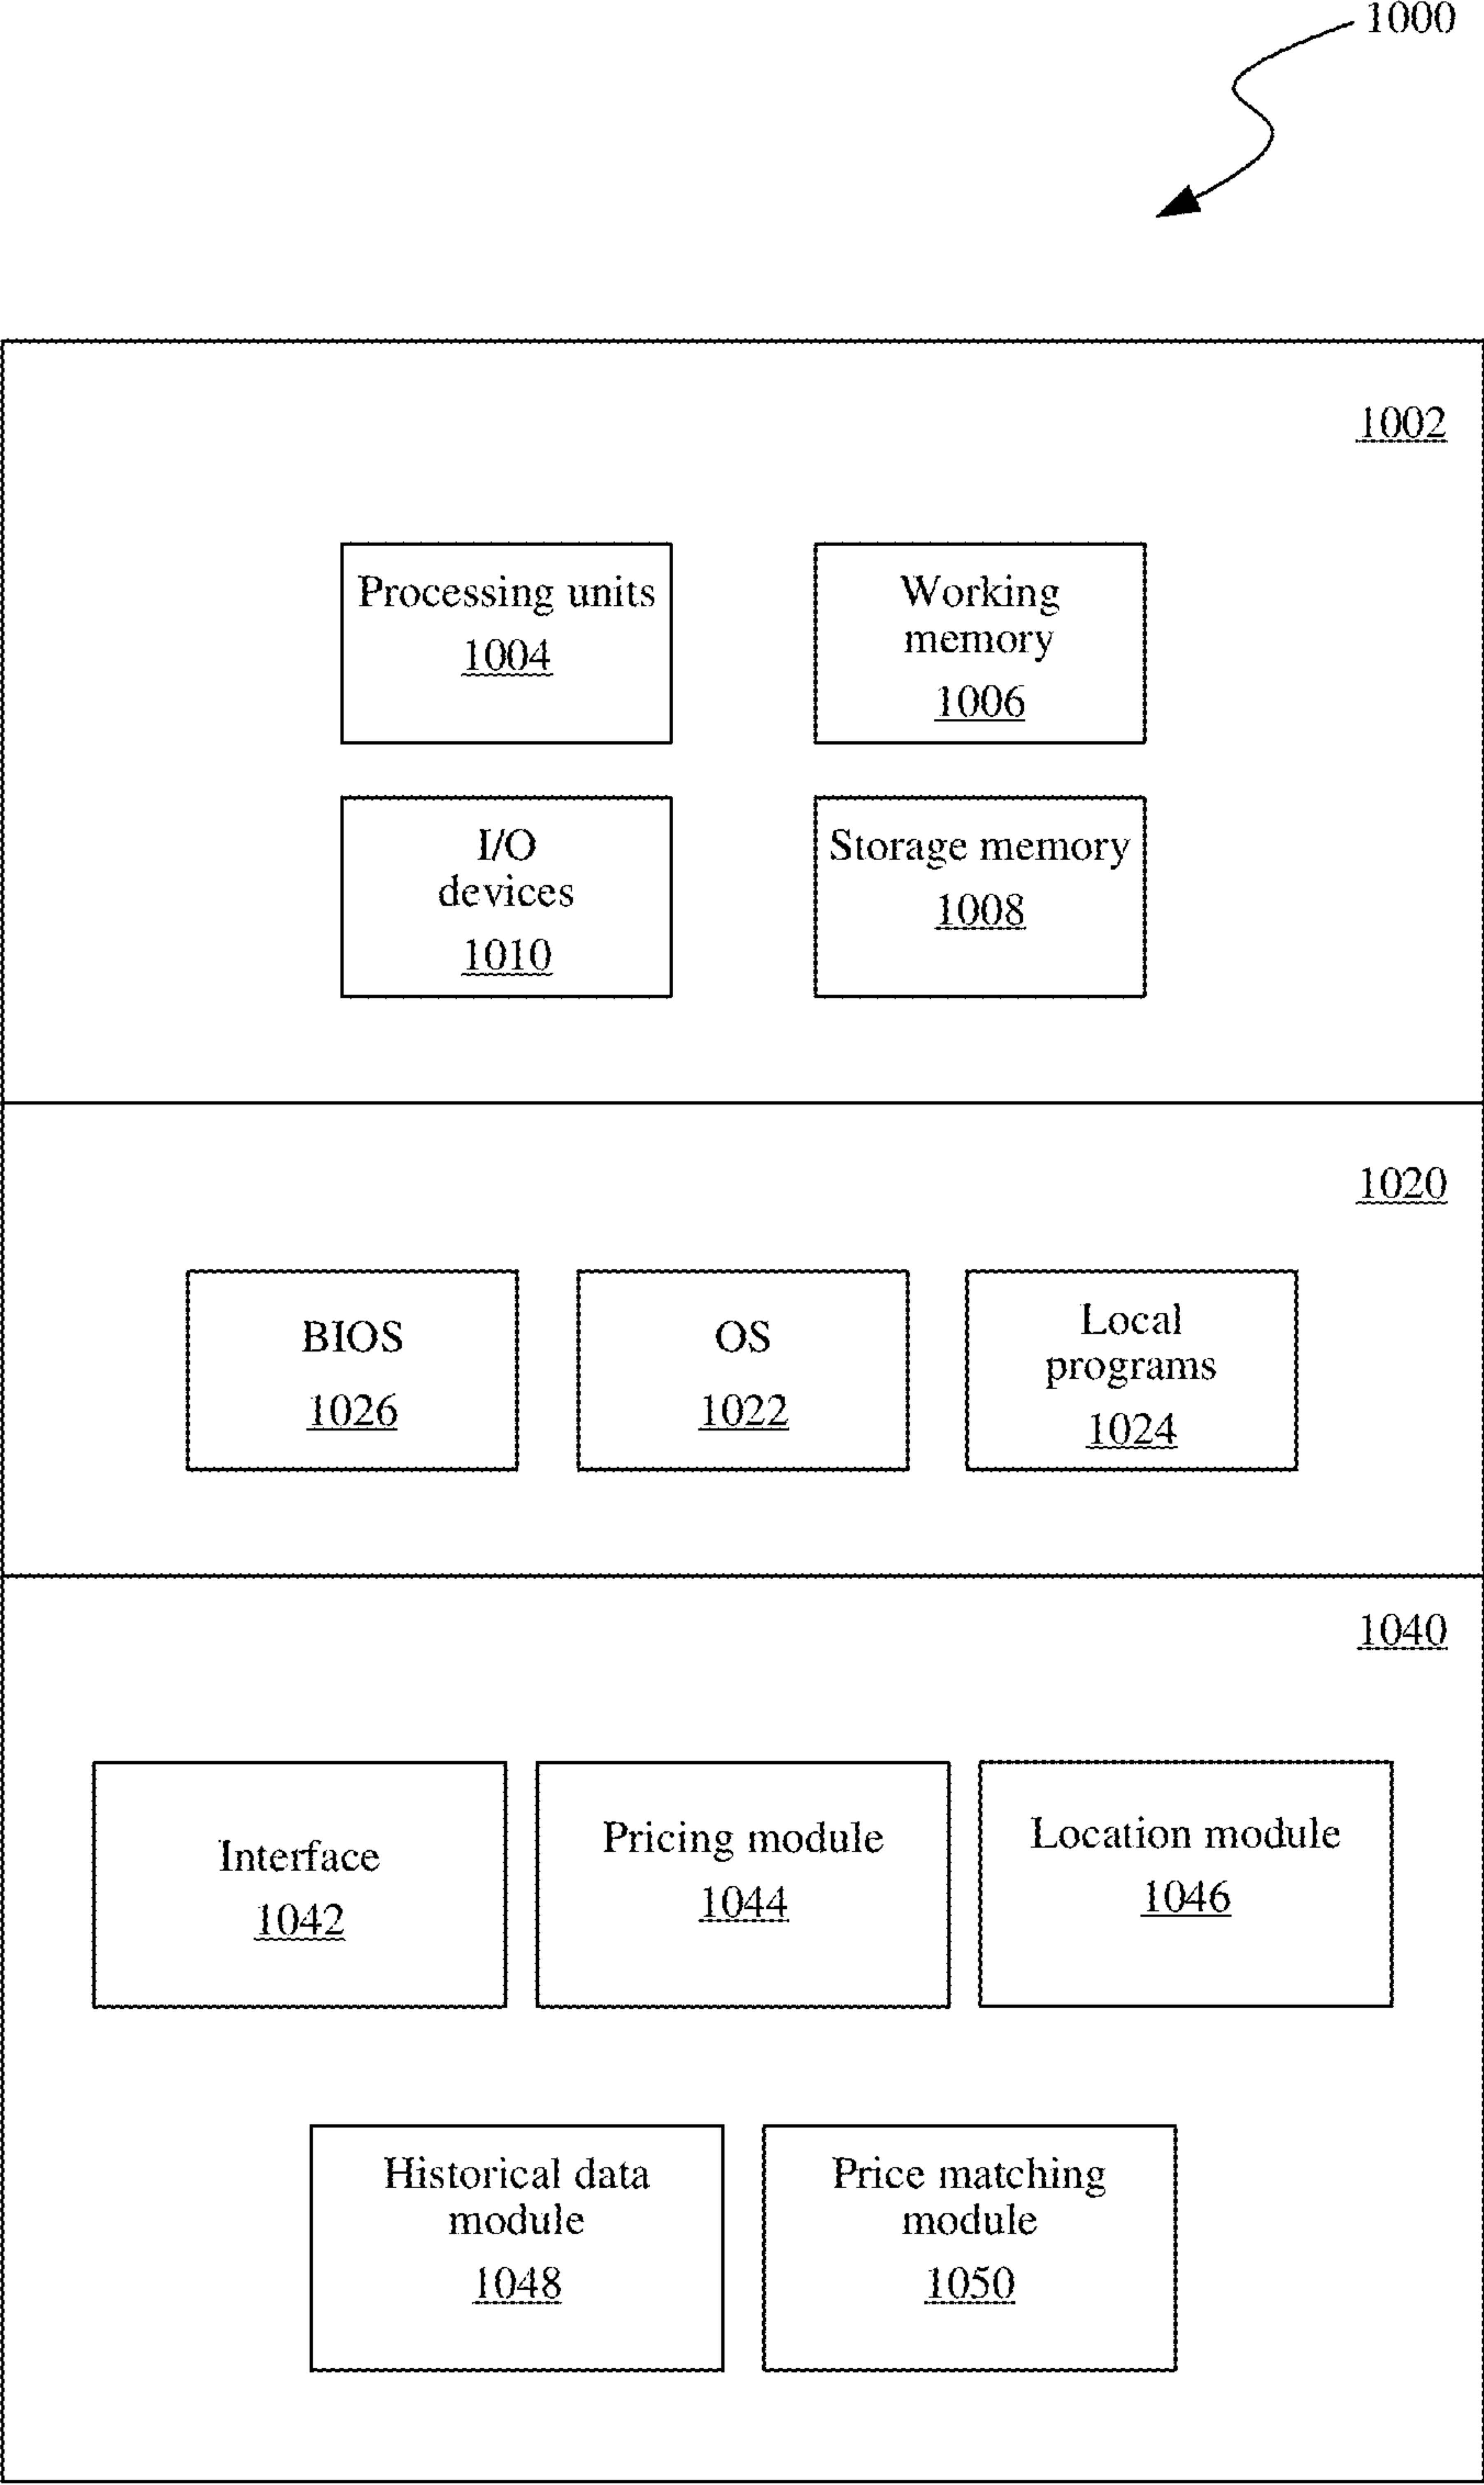 1000
1002
Processing units
1004
Working
memory
1006
I/O
devices
1010
Storage memory
1008
1020
BIOS
1026
OS
1022
Local
programs
1024
1040
Interface
1042
Pricing module
1044
Location module
1046
Historical data
module
1048
Price matching
module
1050